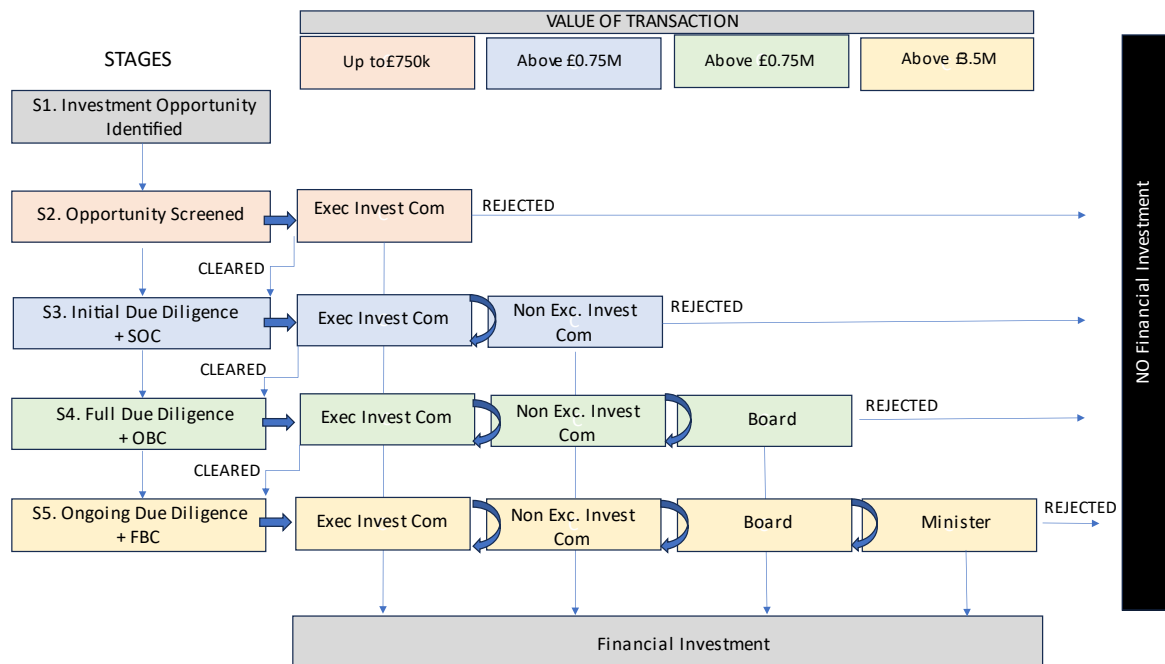 VALUE OF TRANSACTION
STAGES
Up to£750k
Above £0.75M
Above £0.75M
Above £3.5M
S1. Investment Opportunity
Identified
S2. Opportunity Screened
Exec Invest Com
REJECTED
CLEARED
S3. Initial Due Diligence
+ SOC
Exec Invest Com
Non Exc. Invest
Com
REJECTED
CLEARED
S4. Full Due Diligence
+ OBC
Exec Invest Com
Non Exc. Invest
Com
Board
REJECTED
CLEARED
S5. Ongoing Due Diligence
+ FBC
Exec Invest Com
Non Exc. Invest
Com
Board
Minister
REJECTED
Financial Investment
NO Financial Investment